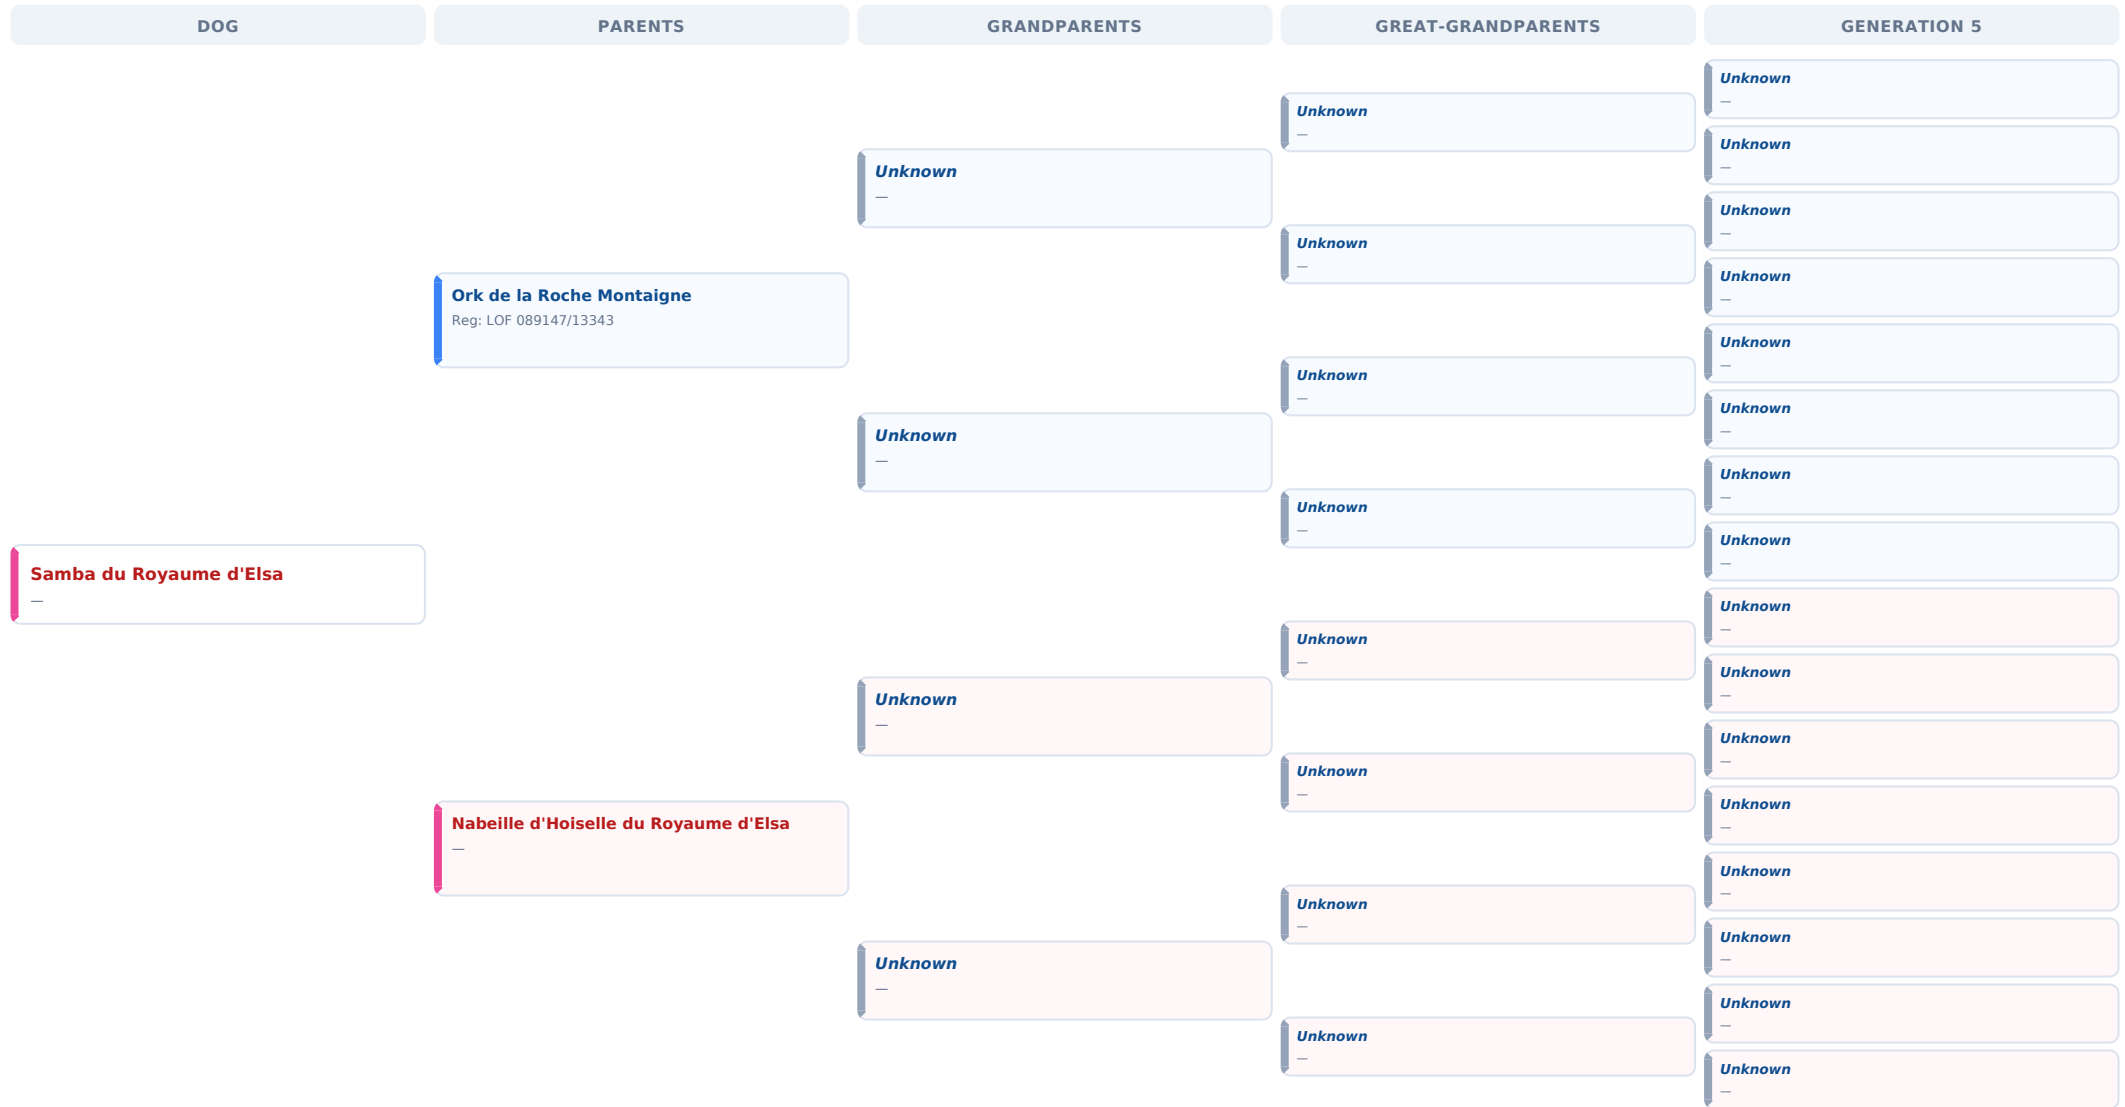 DOG
PARENTS
GRANDPARENTS
GREAT-GRANDPARENTS
GENERATION 5
Samba du Royaume d'Elsa
—
Ork de la Roche Montaigne
Reg: LOF 089147/13343
Nabeille d'Hoiselle du Royaume d'Elsa
—
Unknown
—
Unknown
—
Unknown
—
Unknown
—
Unknown
—
Unknown
—
Unknown
—
Unknown
—
Unknown
—
Unknown
—
Unknown
—
Unknown
—
Unknown
—
Unknown
—
Unknown
—
Unknown
—
Unknown
—
Unknown
—
Unknown
—
Unknown
—
Unknown
—
Unknown
—
Unknown
—
Unknown
—
Unknown
—
Unknown
—
Unknown
—
Unknown
—